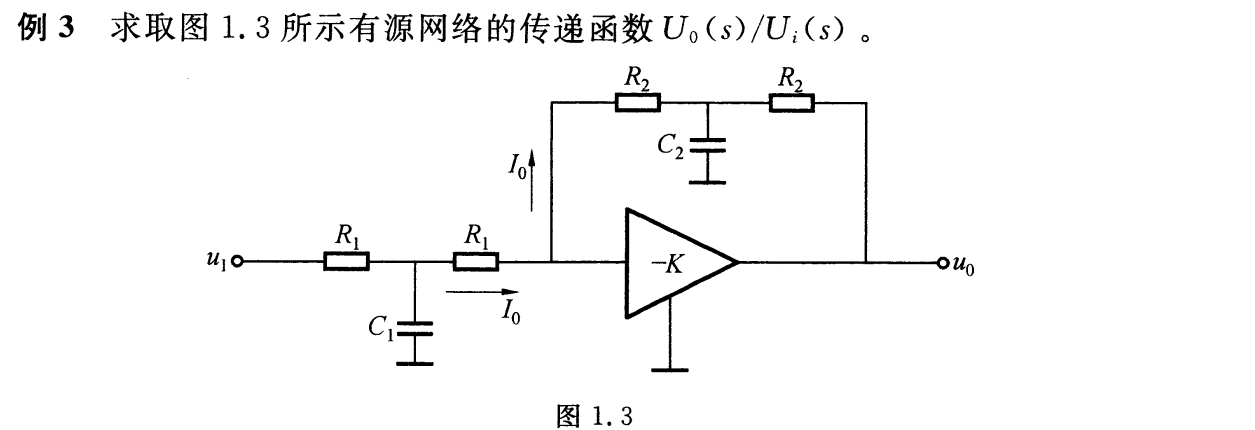 例 3 求取图 1.3 所示有源网络的传递函数 U₀(s)/Uᵢ(s) 。
R₂
R₂
C₂
I₀
R₁
R₁
u₁
-K
u₀
I₀
C₁
图 1.3